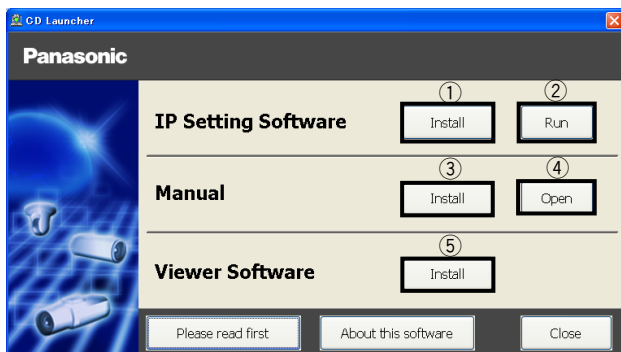 CD Launcher
Panasonic
① ②
IP Setting Software Install Run
③ ④
Manual Install Open
⑤
Viewer Software Install
Please read first About this software Close